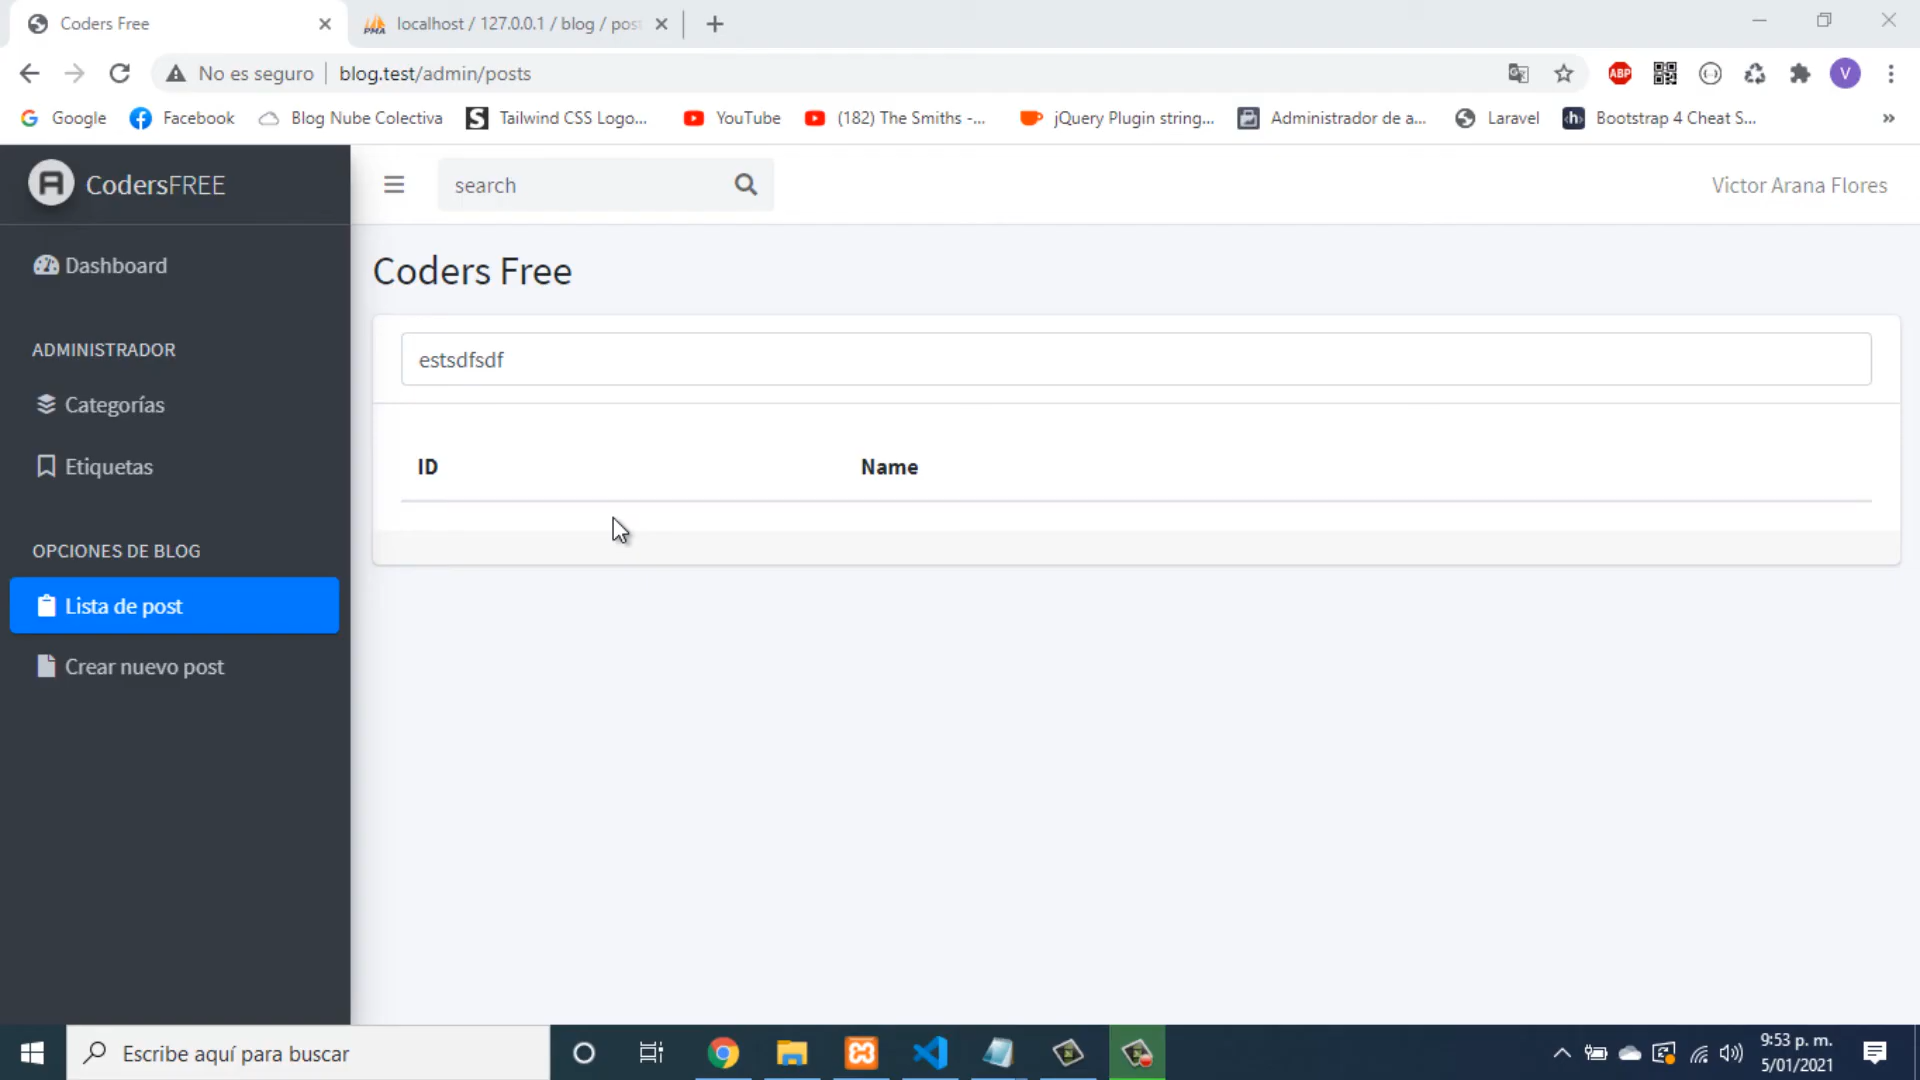 Coders Free
localhost / 127.0.0.1 / blog / pos
No es seguro
blog.test/admin/posts
ABP
V
Google
Facebook
Blog Nube Colectiva
Tailwind CSS Logo...
YouTube
(182) The Smiths -...
jQuery Plugin string...
Administrador de a...
Laravel
Bootstrap 4 Cheat S...
»
CodersFREE
search
Victor Arana Flores
Dashboard
ADMINISTRADOR
Categorías
Etiquetas
OPCIONES DE BLOG
Lista de post
Crear nuevo post
Coders Free
estsdfsdf
ID
Name
Escribe aquí para buscar
9:53 p. m.
5/01/2021